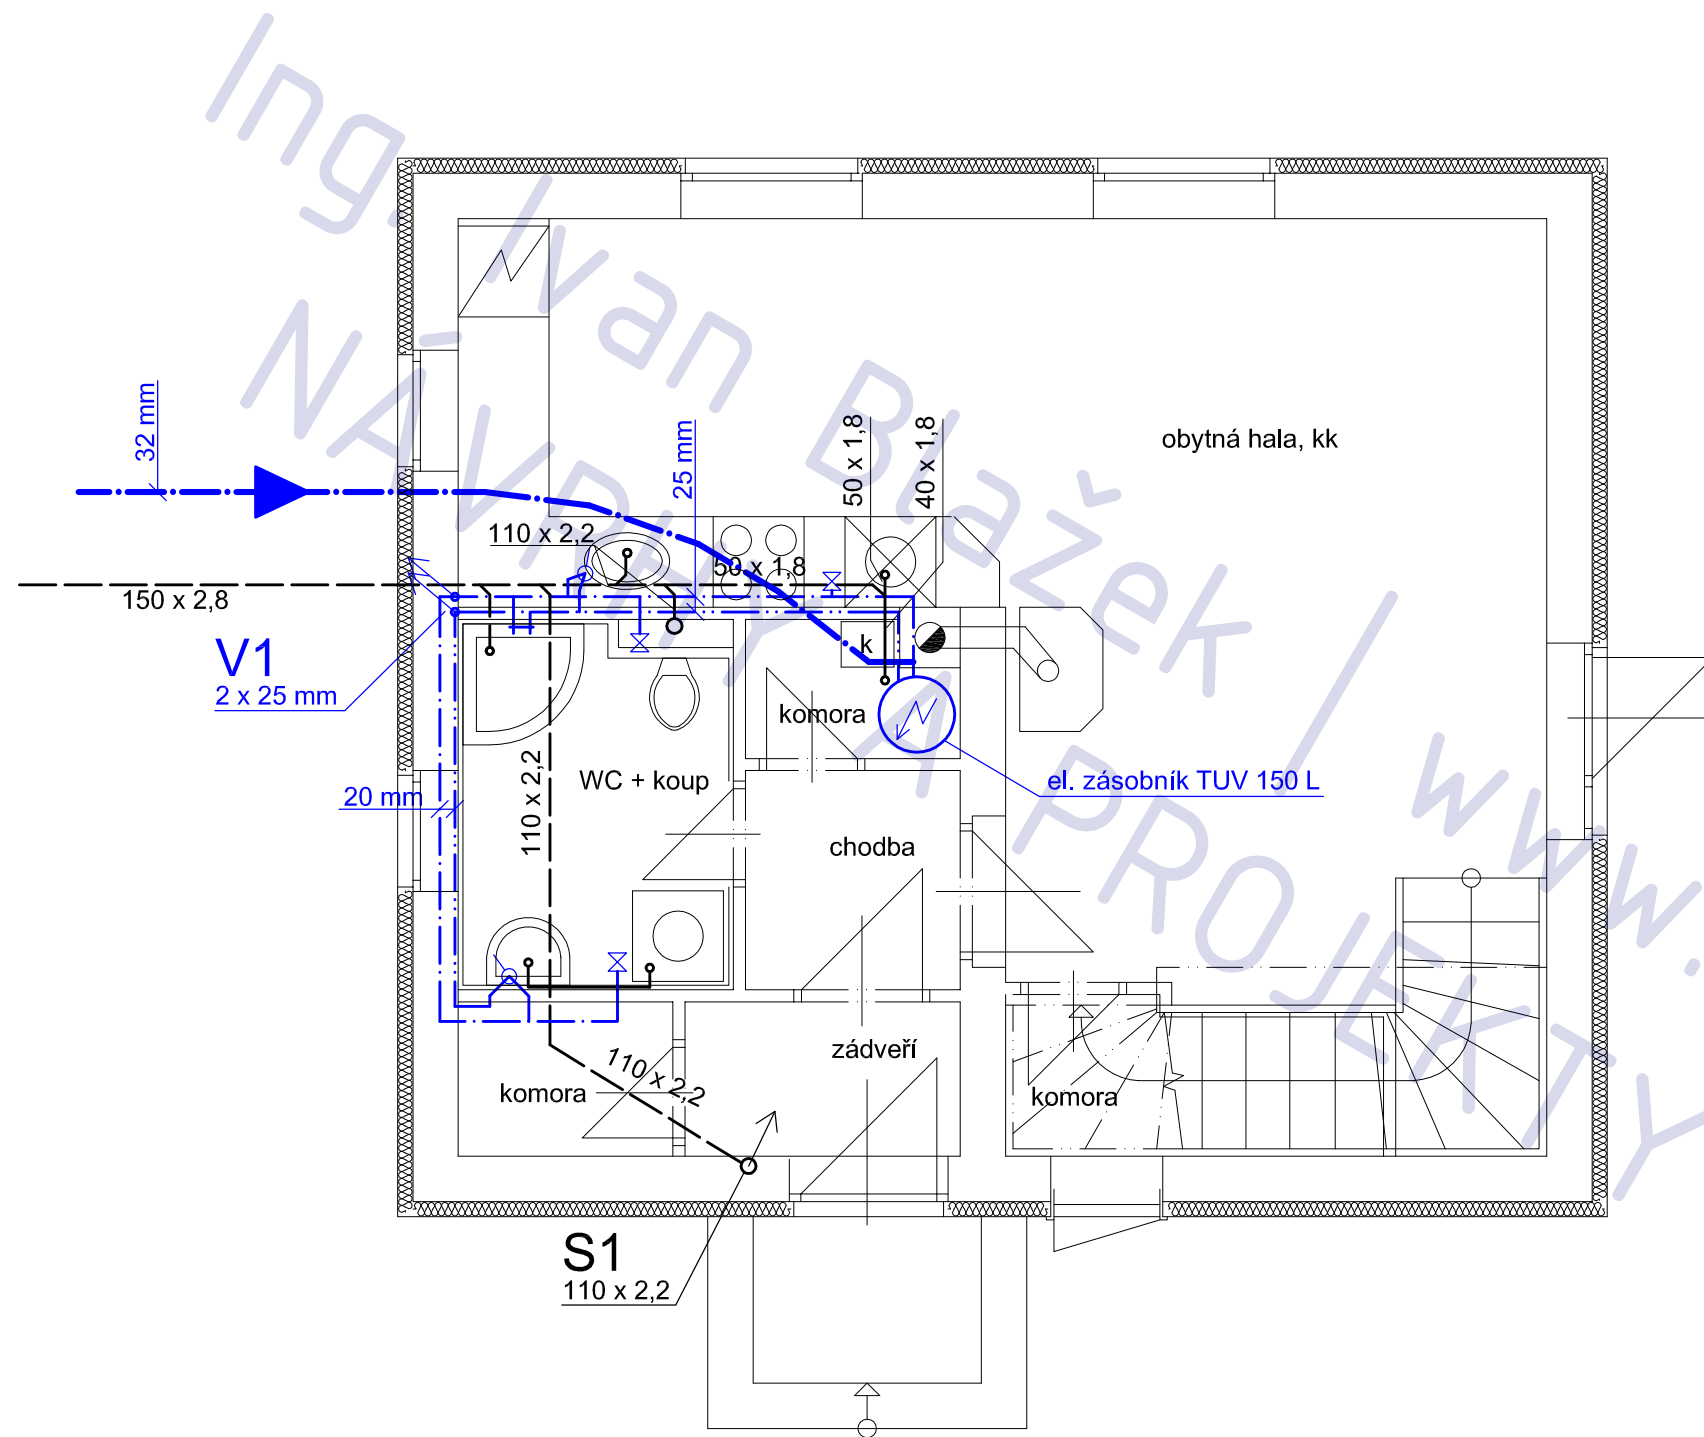 Ing. Ivan Blažek / www.
NÁVRHY A PROJEKTY
32 mm
25 mm
50 x 1,8
40 x 1,8
obytná hala, kk
110 x 2,2
50 x 1,8
150 x 2,8
V1
2 x 25 mm
k
komora
20 mm
110 x 2,2
WC + koup
el. zásobník TUV 150 L
chodba
zádveří
110 x 2,2
komora
komora
S1
110 x 2,2